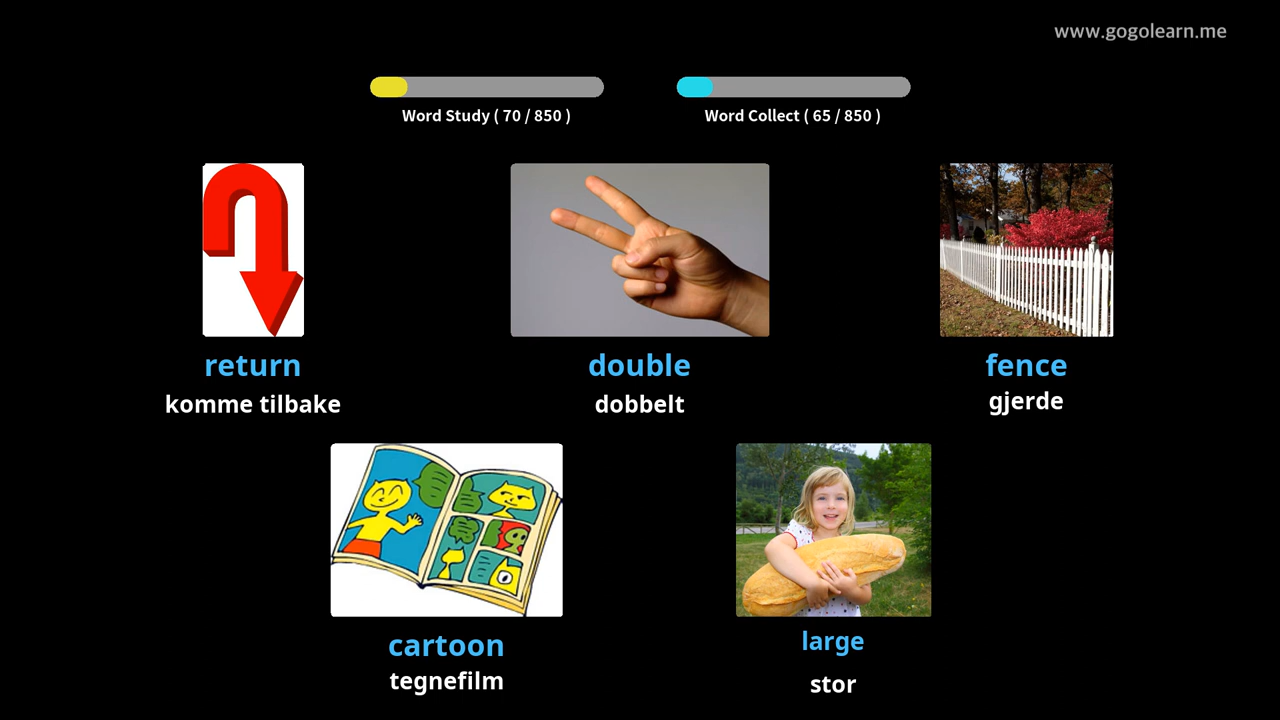 www.gogolearn.me
Word Study ( 70 / 850 )
Word Collect ( 65 / 850 )
return
komme tilbake
double
dobbelt
fence
gjerde
cartoon
tegnefilm
large
stor